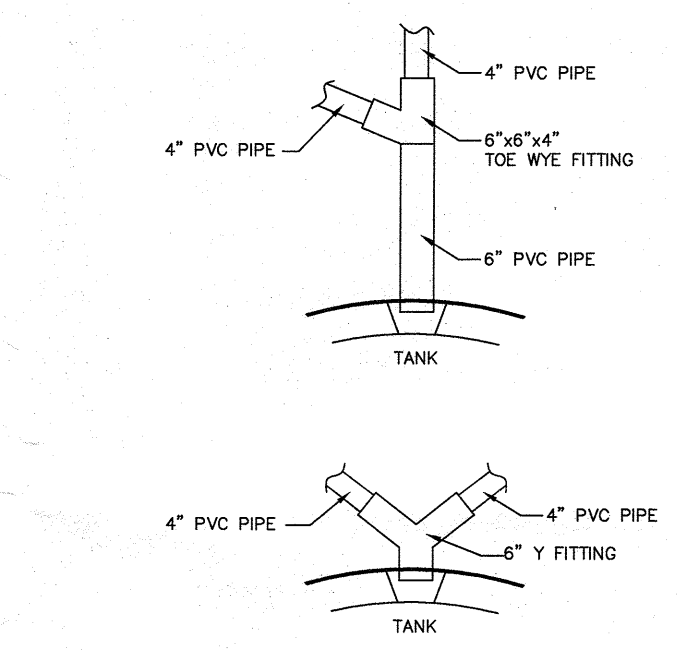 4" PVC PIPE
4" PVC PIPE
6"x6"x4"
TOE WYE FITTING
6" PVC PIPE
TANK
4" PVC PIPE
4" PVC PIPE
6" Y FITTING
TANK